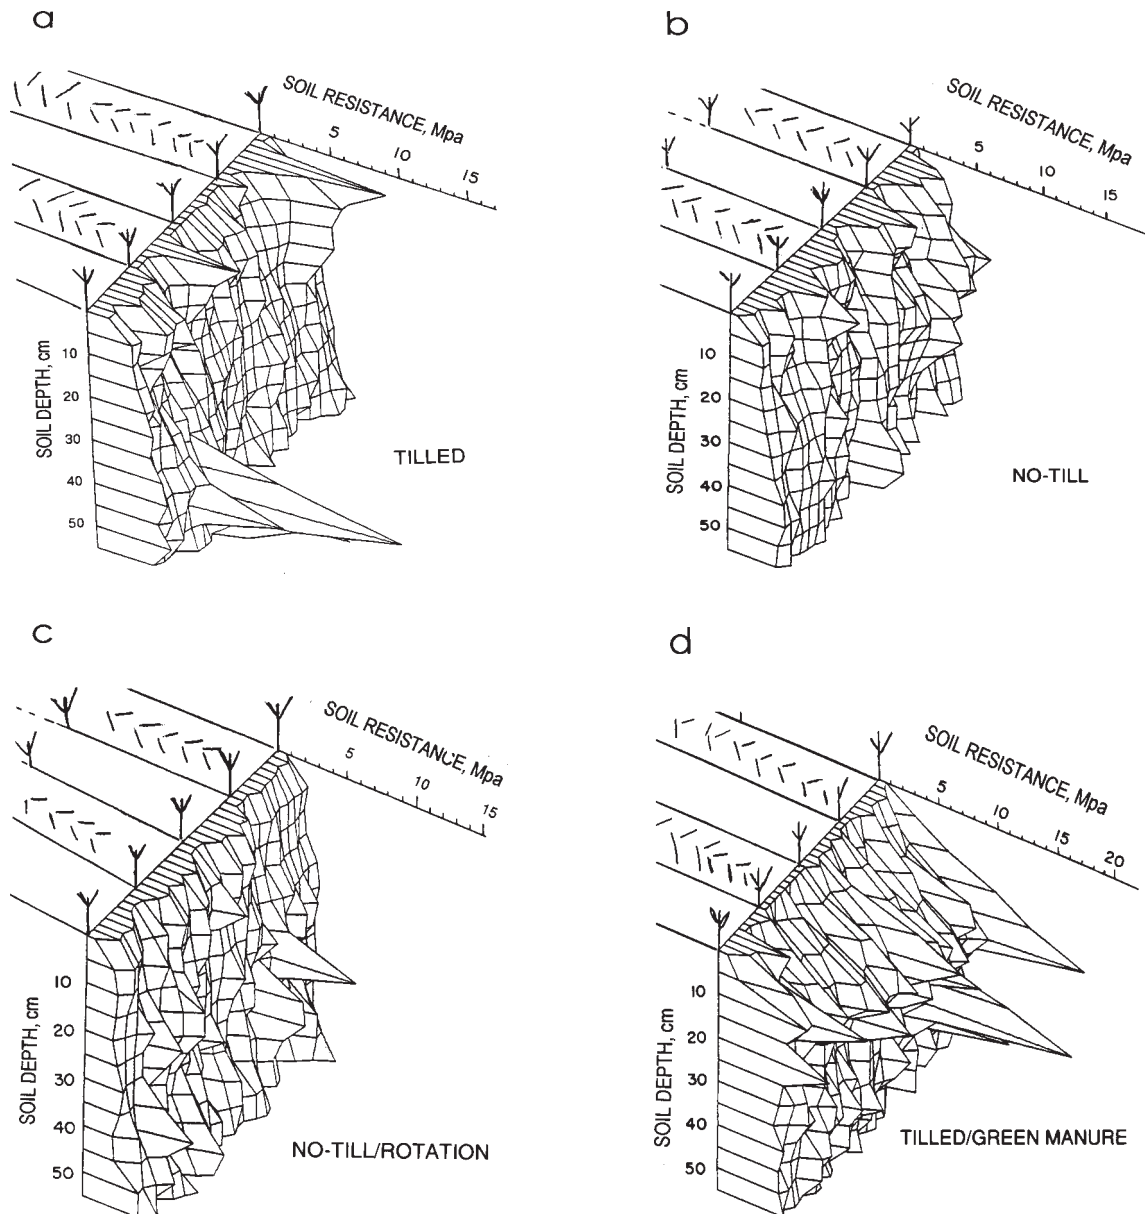 a
SOIL RESISTANCE, Mpa
5
10
15
SOIL DEPTH, cm
10
20
30
40
50
TILLED
b
SOIL RESISTANCE, Mpa
5
10
15
SOIL DEPTH, cm
10
20
30
40
50
NO-TILL
c
SOIL RESISTANCE, Mpa
5
10
15
SOIL DEPTH, cm
10
20
30
40
50
NO-TILL/ROTATION
d
SOIL RESISTANCE, Mpa
5
10
15
20
SOIL DEPTH, cm
10
20
30
40
50
TILLED/GREEN MANURE